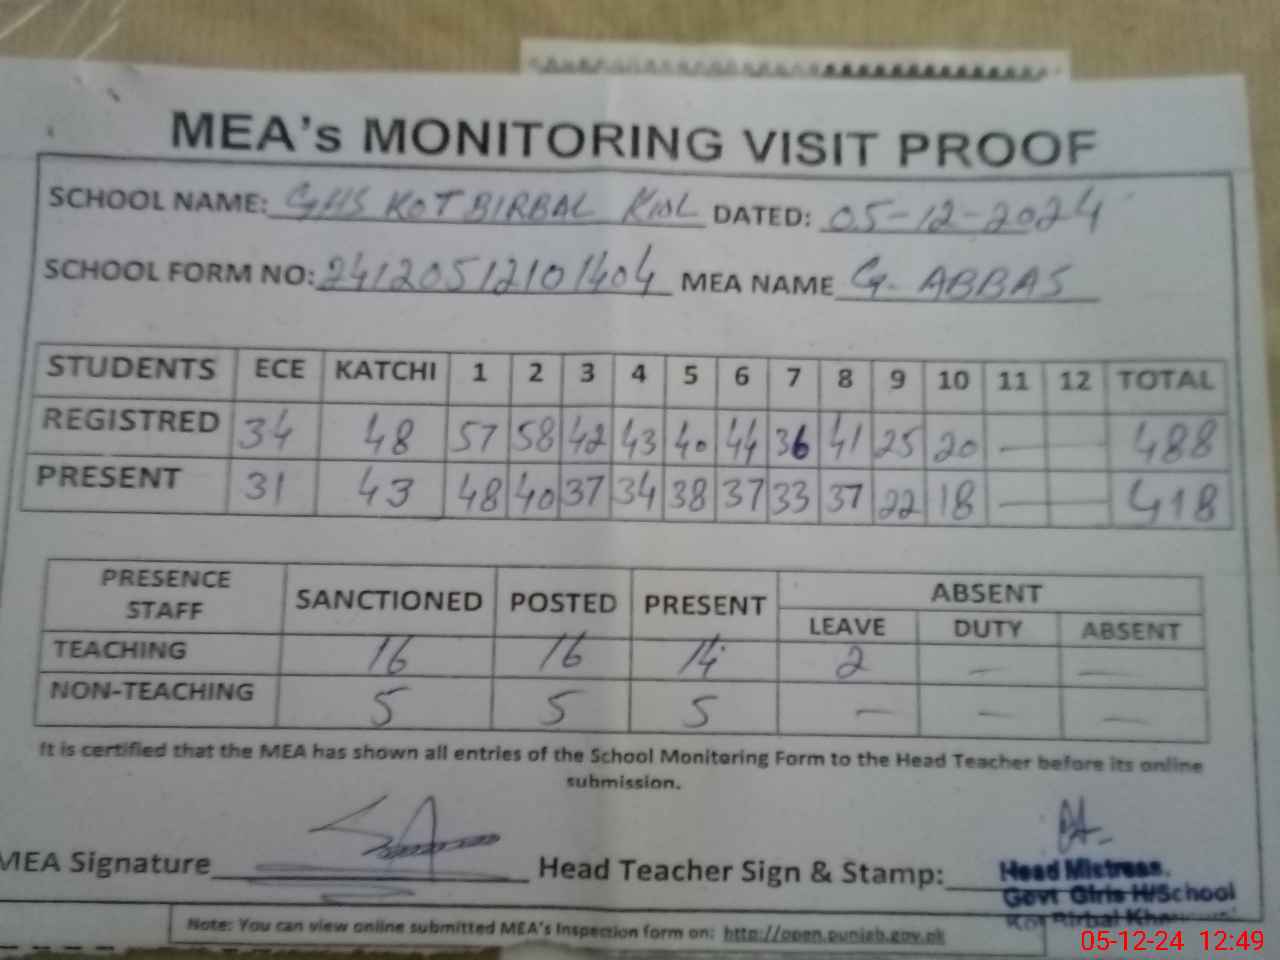 MEA's MONITORING VISIT PROOF
SCHOOL NAME: GHS KOT BIRBAL KWL DATED: 05-12-2024
SCHOOL FORM NO: 24120512101404 MEA NAME G. ABBAS
STUDENTS ECE KATCHI 1 2 3 4 5 6 7 8 9 10 11 12 TOTAL
REGISTRED 34 48 57 58 42 43 40 44 36 41 25 20 — — 488
PRESENT 31 43 48 40 37 34 38 37 33 37 22 18 — — 418
PRESENCE STAFF SANCTIONED POSTED PRESENT ABSENT
LEAVE DUTY ABSENT
TEACHING 16 16 14 2 — —
NON-TEACHING 5 5 5 — — —
It is certified that the MEA has shown all entries of the School Monitoring Form to the Head Teacher before its online
submission.
MEA Signature Head Teacher Sign & Stamp:
Head Mistress.
Govt Girls H/School
Kot Birbal
Note: You can view online submitted MEA's Inspection form on: http://open.punjab.gov.pk
05-12-24 12:49